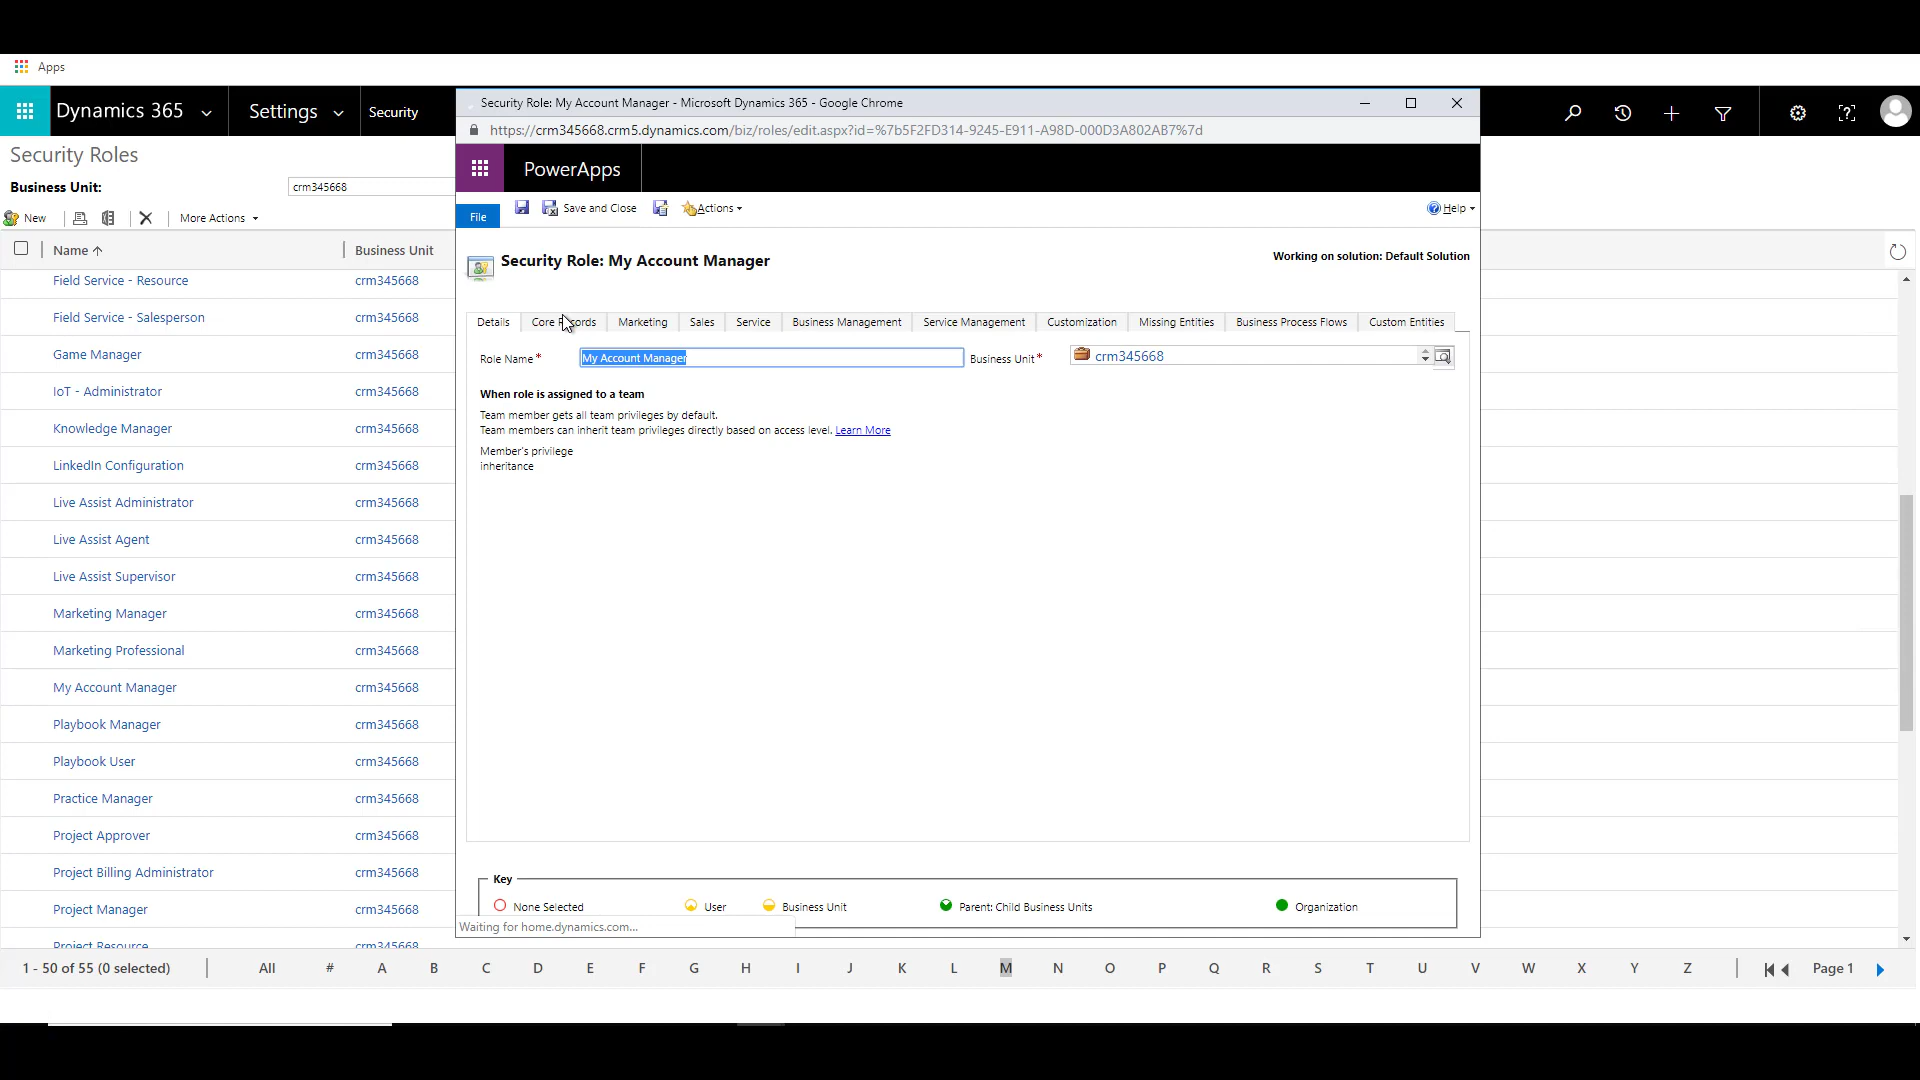 Apps
Dynamics 365 Settings Security
Security Role: My Account Manager - Microsoft Dynamics 365 - Google Chrome
https://crm345668.crm5.dynamics.com/biz/roles/edit.aspx?id=%7b5F2FD314-9245-E911-A98D-000D3A802AB7%7d
PowerApps
File Save and Close Actions Help
Security Role: My Account Manager
Working on solution: Default Solution
Details Core Records Marketing Sales Service Business Management Service Management Customization Missing Entities Business Process Flows Custom Entities
Role Name* My Account Manager Business Unit* crm345668
When role is assigned to a team
Team member gets all team privileges by default.
Team members can inherit team privileges directly based on access level. Learn More
Member's privilege
inheritance
Key
None Selected User Business Unit Parent: Child Business Units Organization
Waiting for home.dynamics.com...
Security Roles
Business Unit: crm345668
New More Actions
Name Business Unit
Field Service - Resource crm345668
Field Service - Salesperson crm345668
Game Manager crm345668
IoT - Administrator crm345668
Knowledge Manager crm345668
LinkedIn Configuration crm345668
Live Assist Administrator crm345668
Live Assist Agent crm345668
Live Assist Supervisor crm345668
Marketing Manager crm345668
Marketing Professional crm345668
My Account Manager crm345668
Playbook Manager crm345668
Playbook User crm345668
Practice Manager crm345668
Project Approver crm345668
Project Billing Administrator crm345668
Project Manager crm345668
Project Resource crm345668
1 - 50 of 55 (0 selected) All # A B C D E F G H I J K L M N O P Q R S T U V W X Y Z Page 1